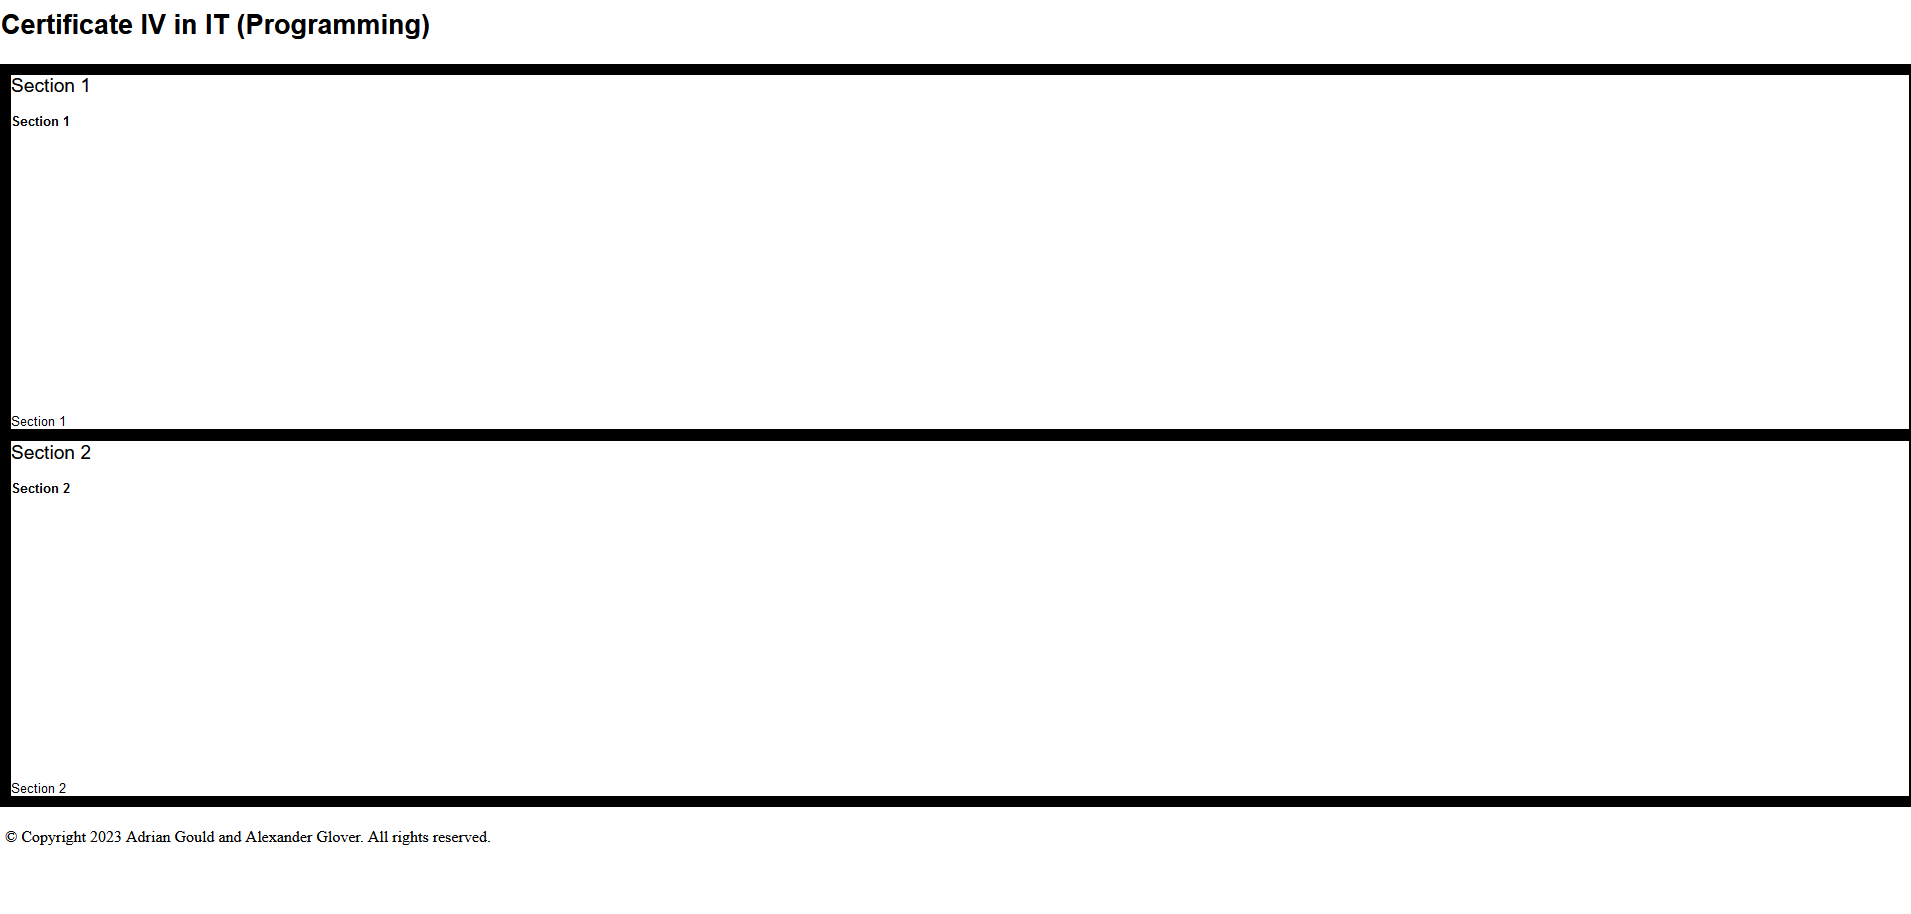 Certificate IV in IT (Programming)
Section 1
Section 1
Section 1
Section 2
Section 2
Section 2
© Copyright 2023 Adrian Gould and Alexander Glover. All rights reserved.